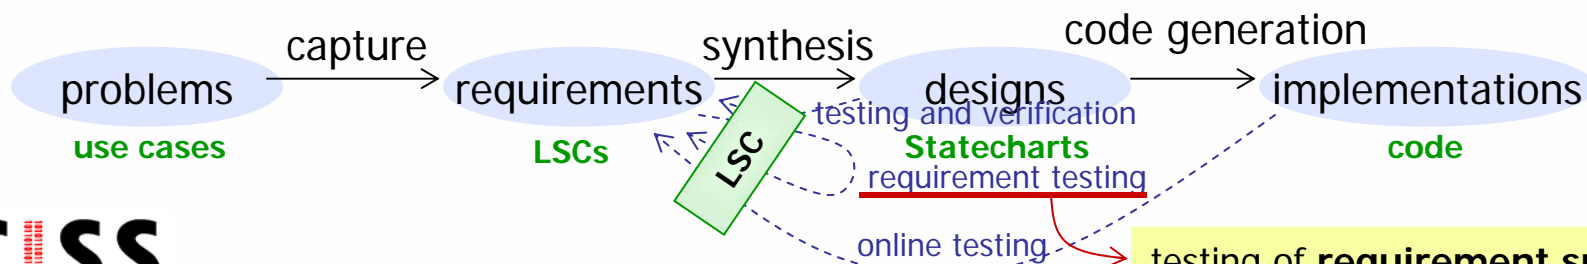 capture
synthesis
code generation
problems
requirements
designs
implementations
testing and verification
use cases
LSCs
LSC
Statecharts
code
requirement testing
online testing
testing of requirement